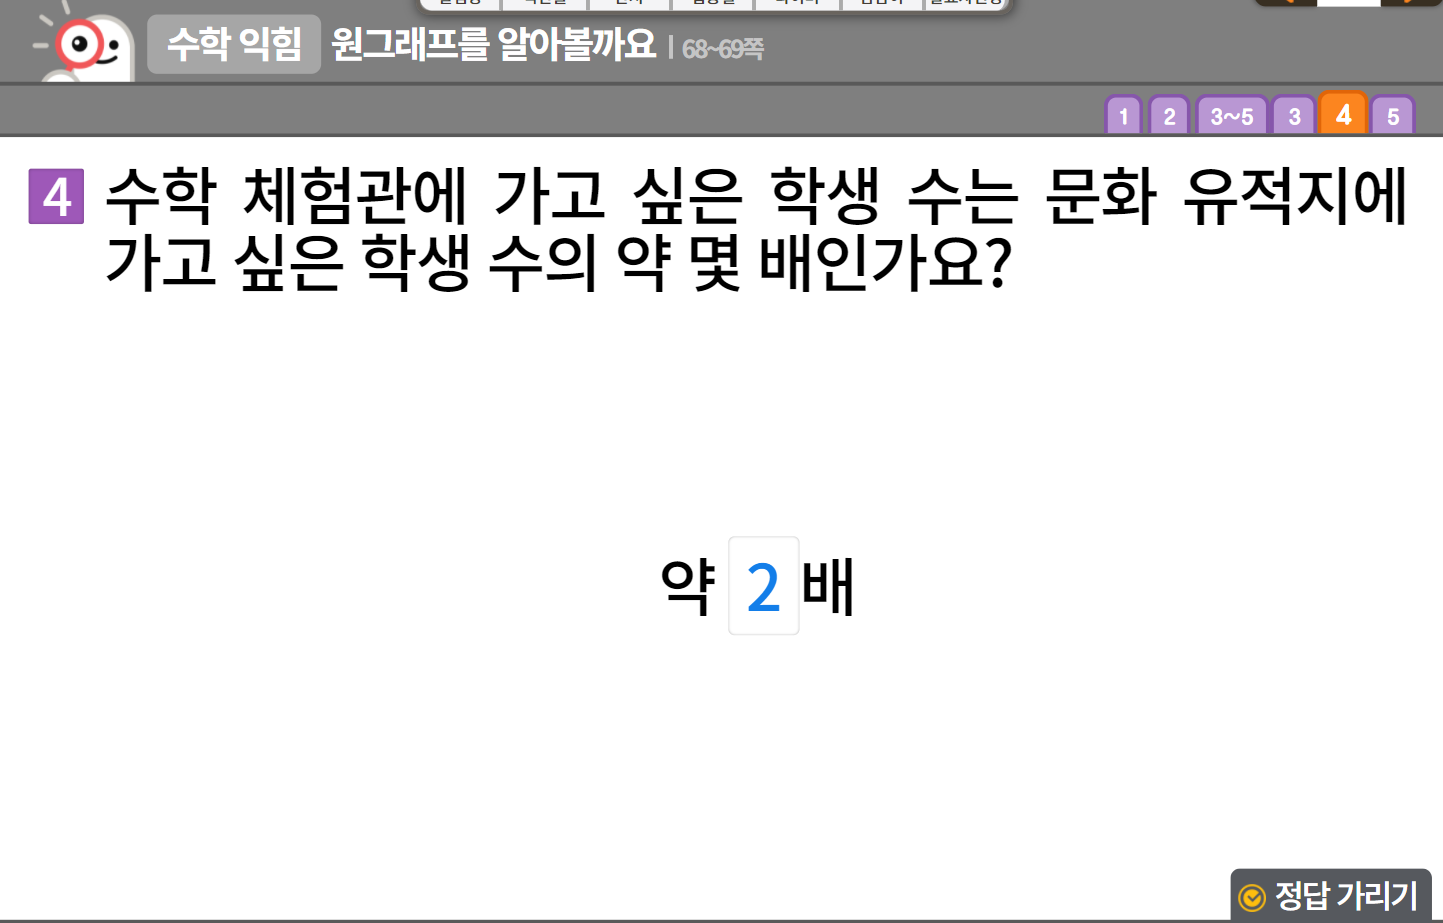 수학 익힘 원그래프를 알아볼까요 | 68~69쪽
1 2 3~5 3 4 5
4 수학 체험관에 가고 싶은 학생 수는 문화 유적지에
가고 싶은 학생 수의 약 몇 배인가요?
약 2 배
정답 가리기